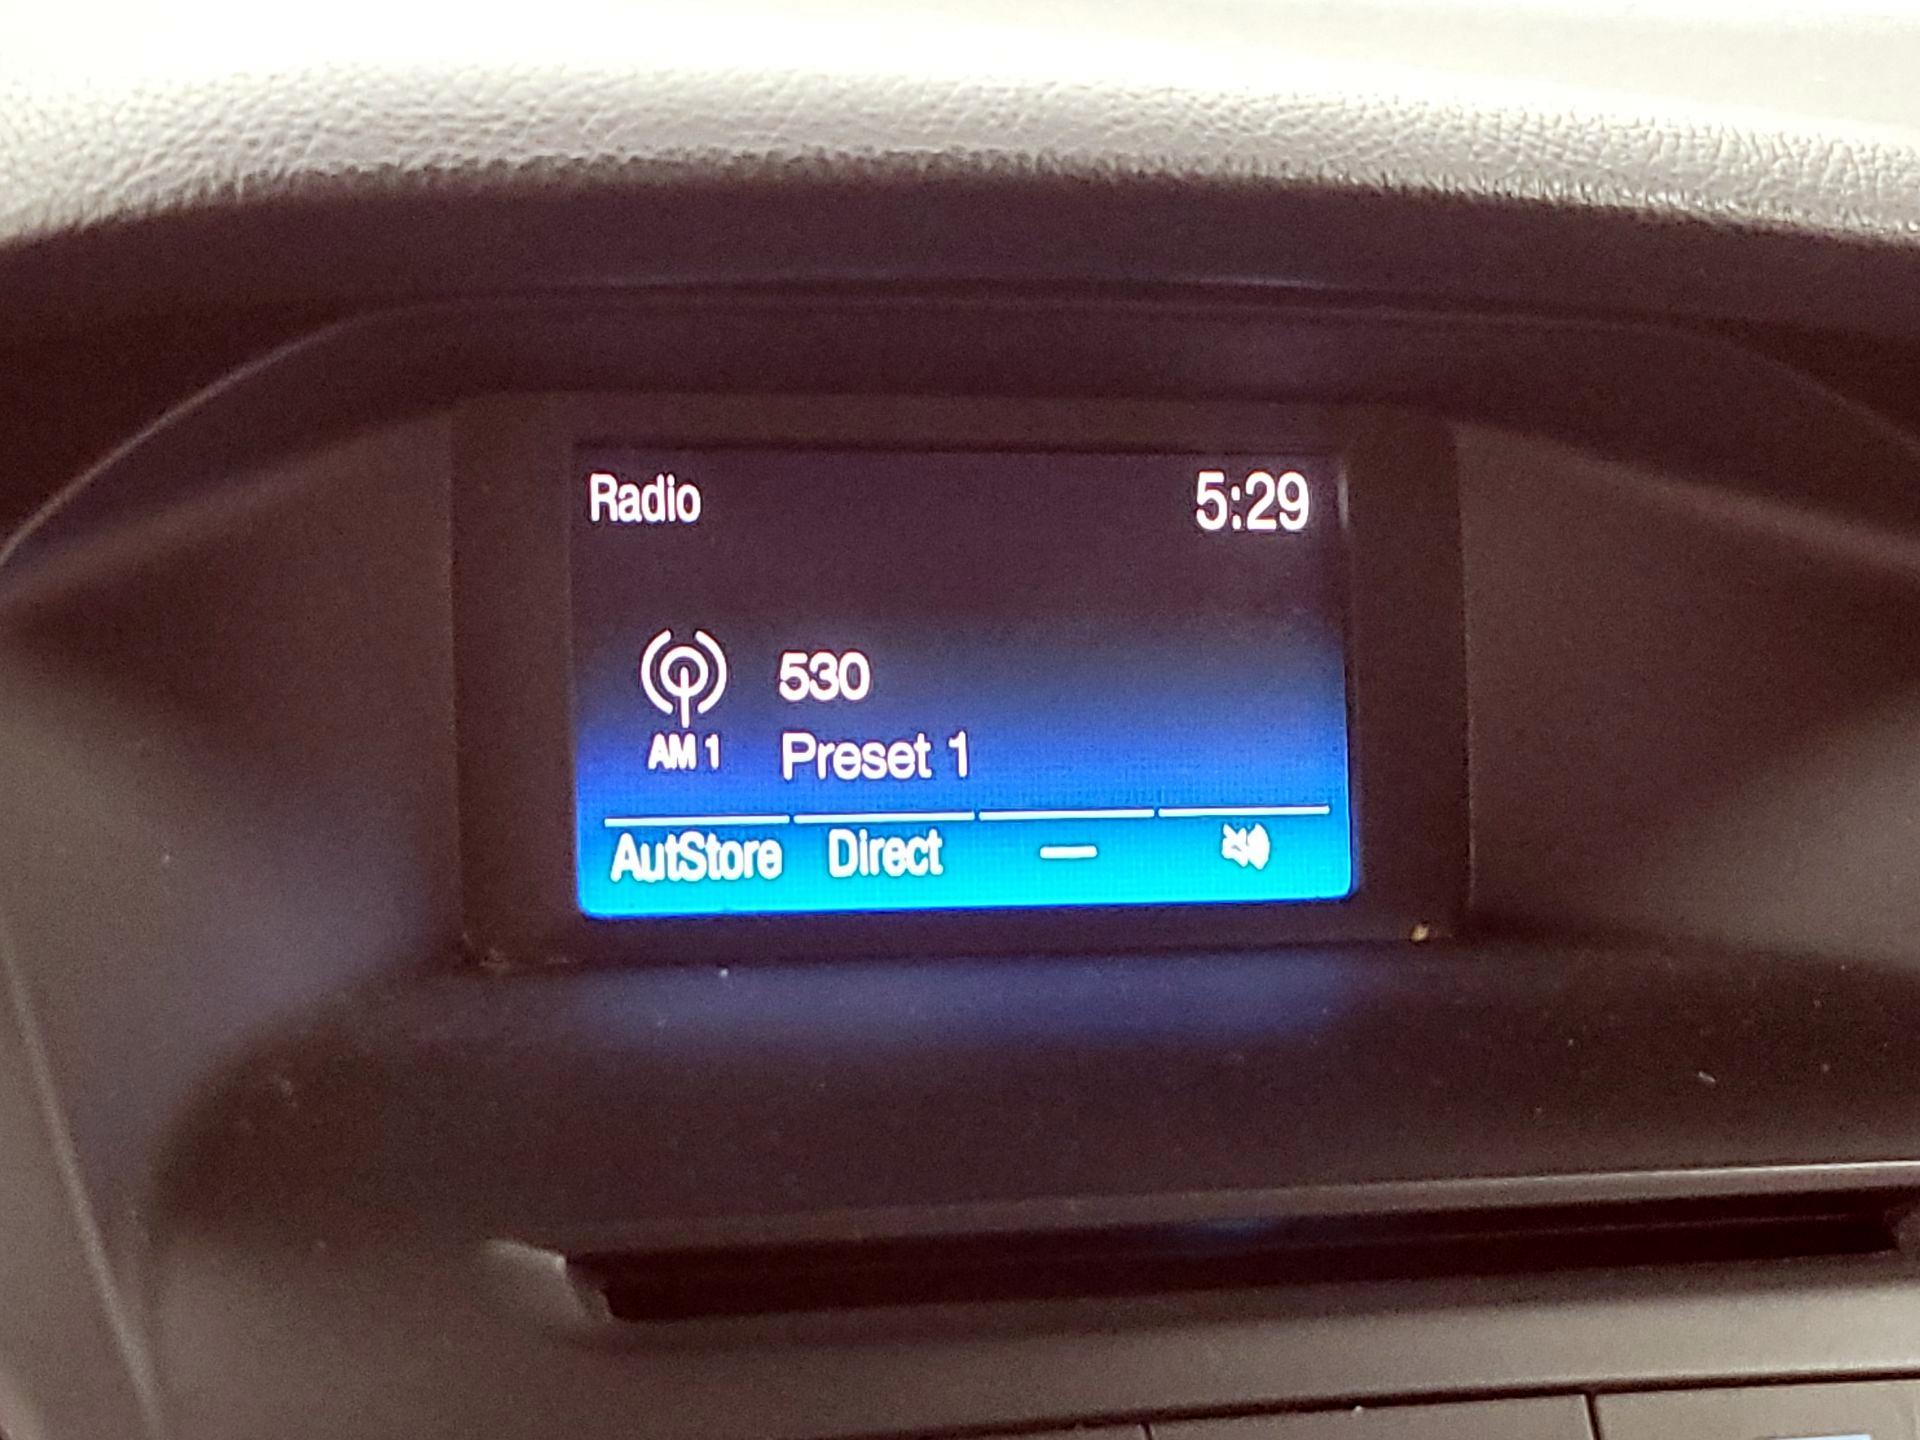 Radio 5:29
530
AM 1 Preset 1
AutStore Direct —